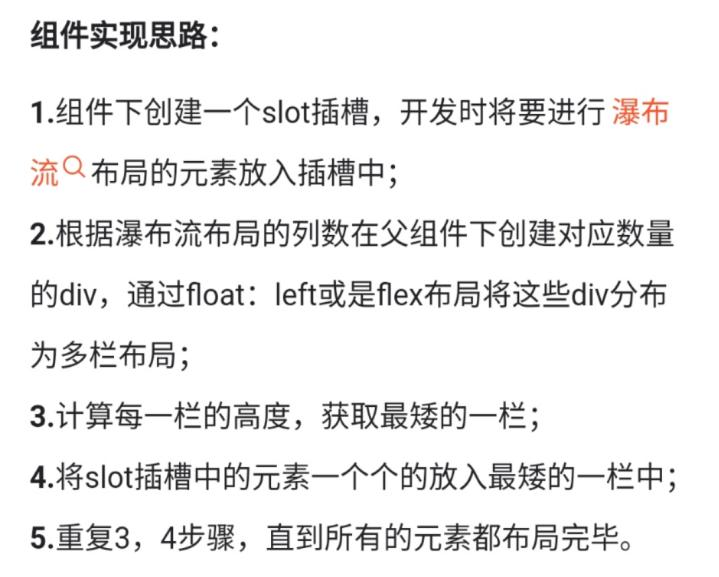 组件实现思路：
1.组件下创建一个slot插槽，开发时将要进行 瀑布
流 布局的元素放入插槽中；
2.根据瀑布流布局的列数在父组件下创建对应数量
的div，通过float：left或是flex布局将这些div分布
为多栏布局；
3.计算每一栏的高度，获取最矮的一栏；
4.将slot插槽中的元素一个个的放入最矮的一栏中；
5.重复3，4步骤，直到所有的元素都布局完毕。